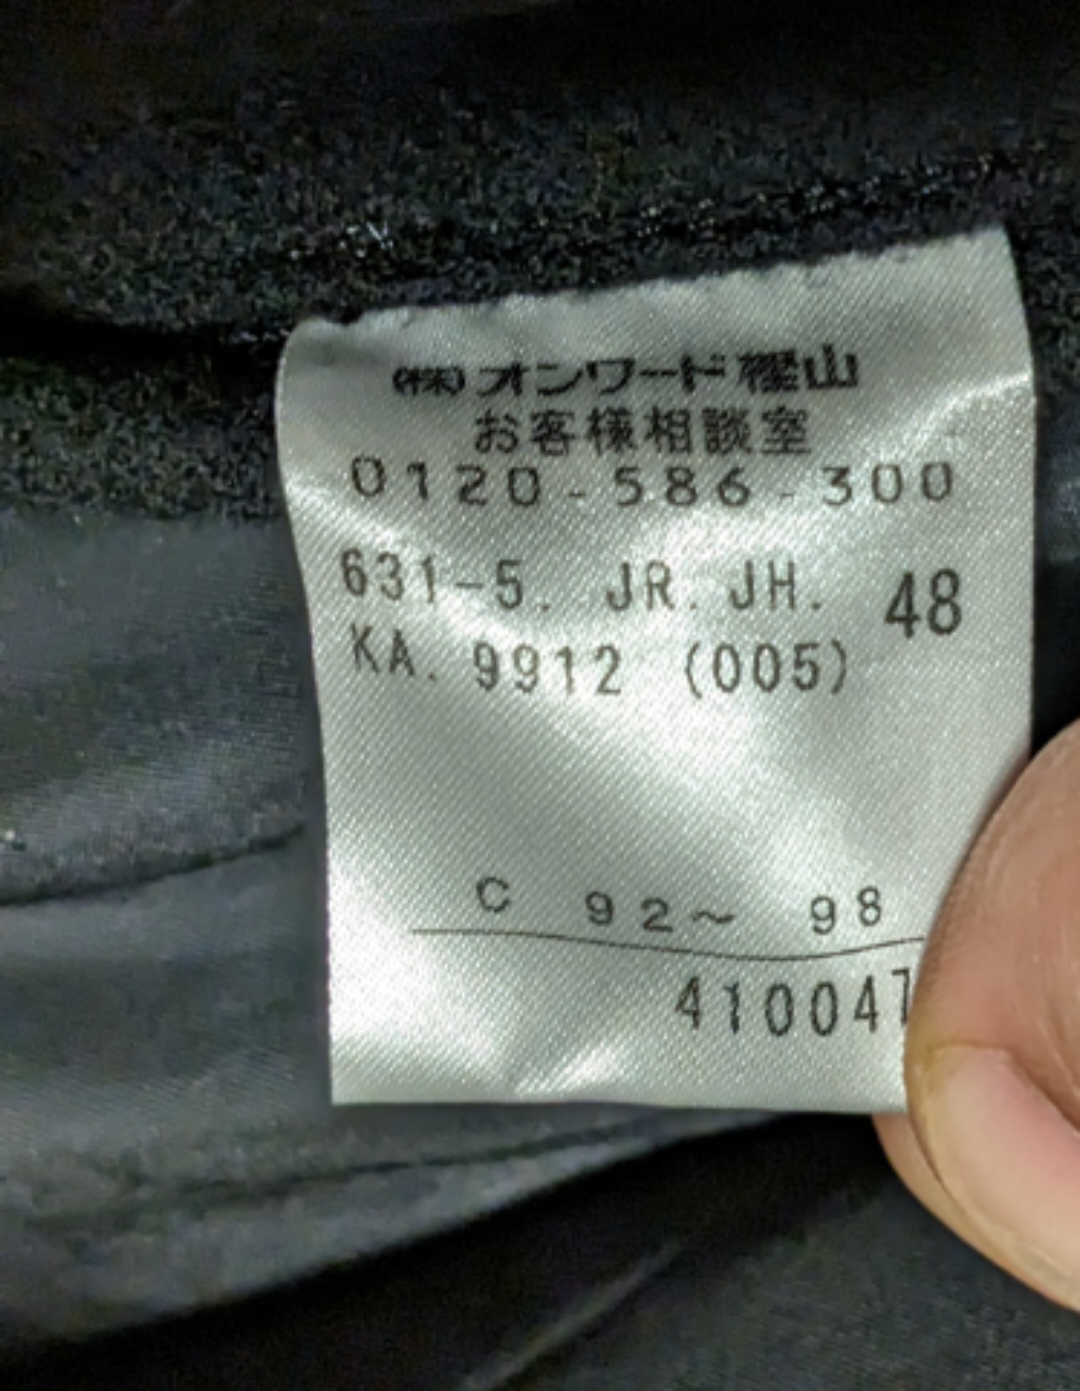 (株)オンワード樫山
お客様相談室
0120-586-300
631-5. JR. JH. 48
KA. 9912 (005)
C 92～ 98
410047